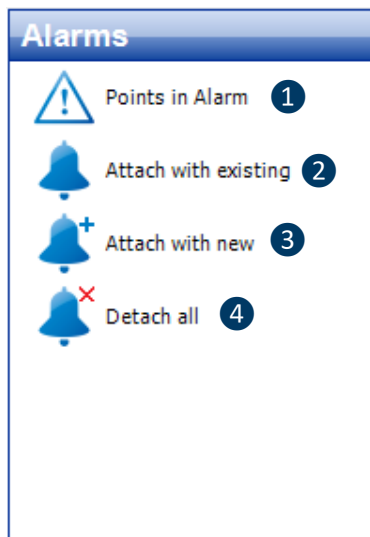 Alarms
Points in Alarm 1
Attach with existing 2
Attach with new 3
Detach all 4